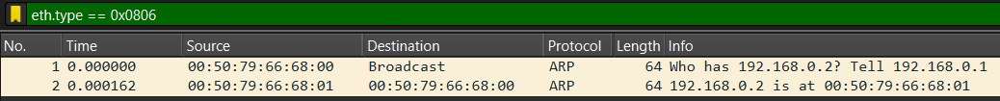 eth.type == 0x0806
No. Time Source Destination Protocol Length Info
1 0.000000 00:50:79:66:68:00 Broadcast ARP 64 Who has 192.168.0.2? Tell 192.168.0.1
2 0.000162 00:50:79:66:68:01 00:50:79:66:68:00 ARP 64 192.168.0.2 is at 00:50:79:66:68:01